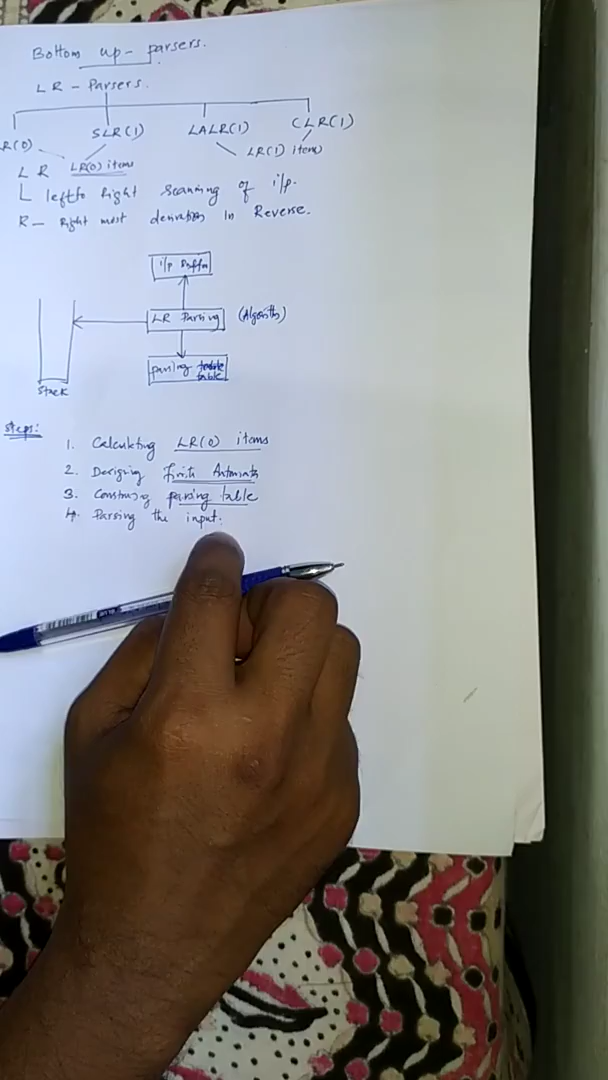 Bottom up - parsers.
LR - Parsers.
R(0) SLR(1) LALR(1) CLR(1)
LR LR(0) items LR(1) items
L left to Right scanning of i/p.
R - Right most derivation in Reverse.
i/p buffer
LR Parsing (Algorithm)
parsing table
stack
steps:
1. Calculating LR(0) items
2. Designing finite Automata
3. Construing parsing table
4. Parsing the input.